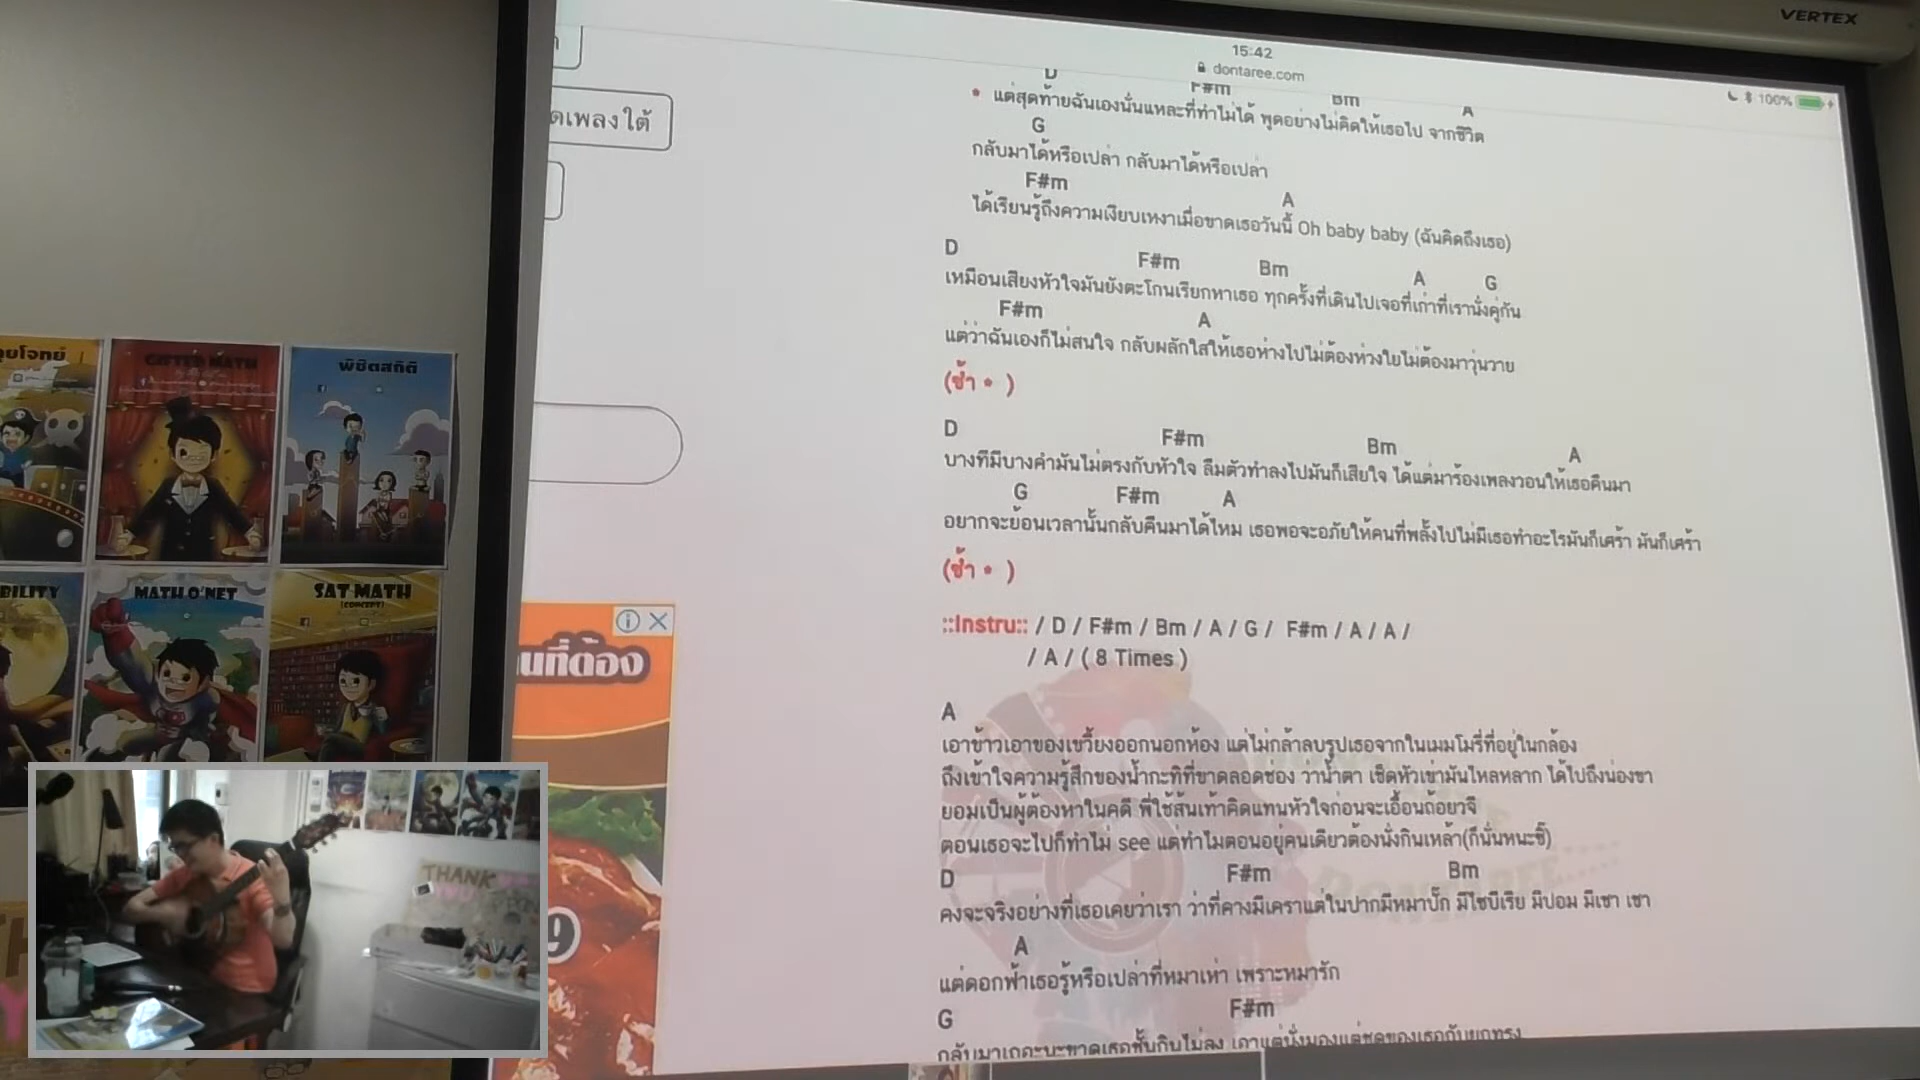 VERTEX
15:42
dontaree.com
100%
D F#m Bm A
* แต่สุดท้ายฉันเองนั่นแหละที่ทำไม่ได้ พูดอย่างไม่คิดให้เธอไป จากชีวิต
G
กลับมาได้หรือเปล่า กลับมาได้หรือเปล่า
F#m A
ได้เรียนรู้ถึงความเงียบเหงาเมื่อขาดเธอวันนี้ Oh baby baby (ฉันคิดถึงเธอ)
D F#m Bm A G
เหมือนเสียงหัวใจมันยังตะโกนเรียกหาเธอ ทุกครั้งที่เดินไปเจอที่เก่าที่เรานั่งคู่กัน
F#m A
แต่ว่าฉันเองก็ไม่สนใจ กลับผลักใสให้เธอห่างไปไม่ต้องห่วงใยไม่ต้องมาวุ่นวาย
(ซ้ำ * )
D F#m Bm A
บางทีมีบางคำมันไม่ตรงกับหัวใจ ลืมตัวทำลงไปมันก็เสียใจ ได้แต่มาร้องเพลงวอนให้เธอคืนมา
G F#m A
อยากจะย้อนเวลานั้นกลับคืนมาได้ไหม เธอพอจะอภัยให้คนที่พลั้งไปไม่มีเธอทำอะไรมันก็เศร้า มันก็เศร้า
(ซ้ำ * )
::Instru:: / D / F#m / Bm / A / G / F#m / A / A /
/ A / ( 8 Times )
A
เอาข้าวเอาของเขวี้ยงออกนอกห้อง แต่ไม่กล้าลบรูปเธอจากในเมมโมรี่ที่อยู่ในกล้อง
ถึงเข้าใจความรู้สึกของน้ำกะทิที่ขาดลอดช่อง ว่าน้ำตา เช็ดหัวเข่ามันไหลหลาก ได้ไปถึงน่องขา
ยอมเป็นผู้ต้องหาในคดี ที่ใช้ส้นเท้าคิดแทนหัวใจก่อนจะเอื้อนถ้อยวจี
ตอนเธอจะไปก็ทำไม่ see แต่ทำไมตอนอยู่คนเดียวต้องนั่งกินเหล้า(ก็นั่นหนะซิ๊)
D F#m Bm
คงจะจริงอย่างที่เธอเคยว่าเรา ว่าที่คางมีเคราแต่ในปากมีหมาปั๊ก มีไซบีเรีย มีปอม มีเชา เชา
A
แต่ดอกฟ้าเธอรู้หรือเปล่าที่หมาเห่า เพราะหมารัก
G F#m
ดเพลงใต้
นที่ต้อง
9
ยโจทย์
GIFTED MATH
พิชิตสถิติ
BILITY
MATH O'NET
SAT MATH
(CONCEPT)
THANK